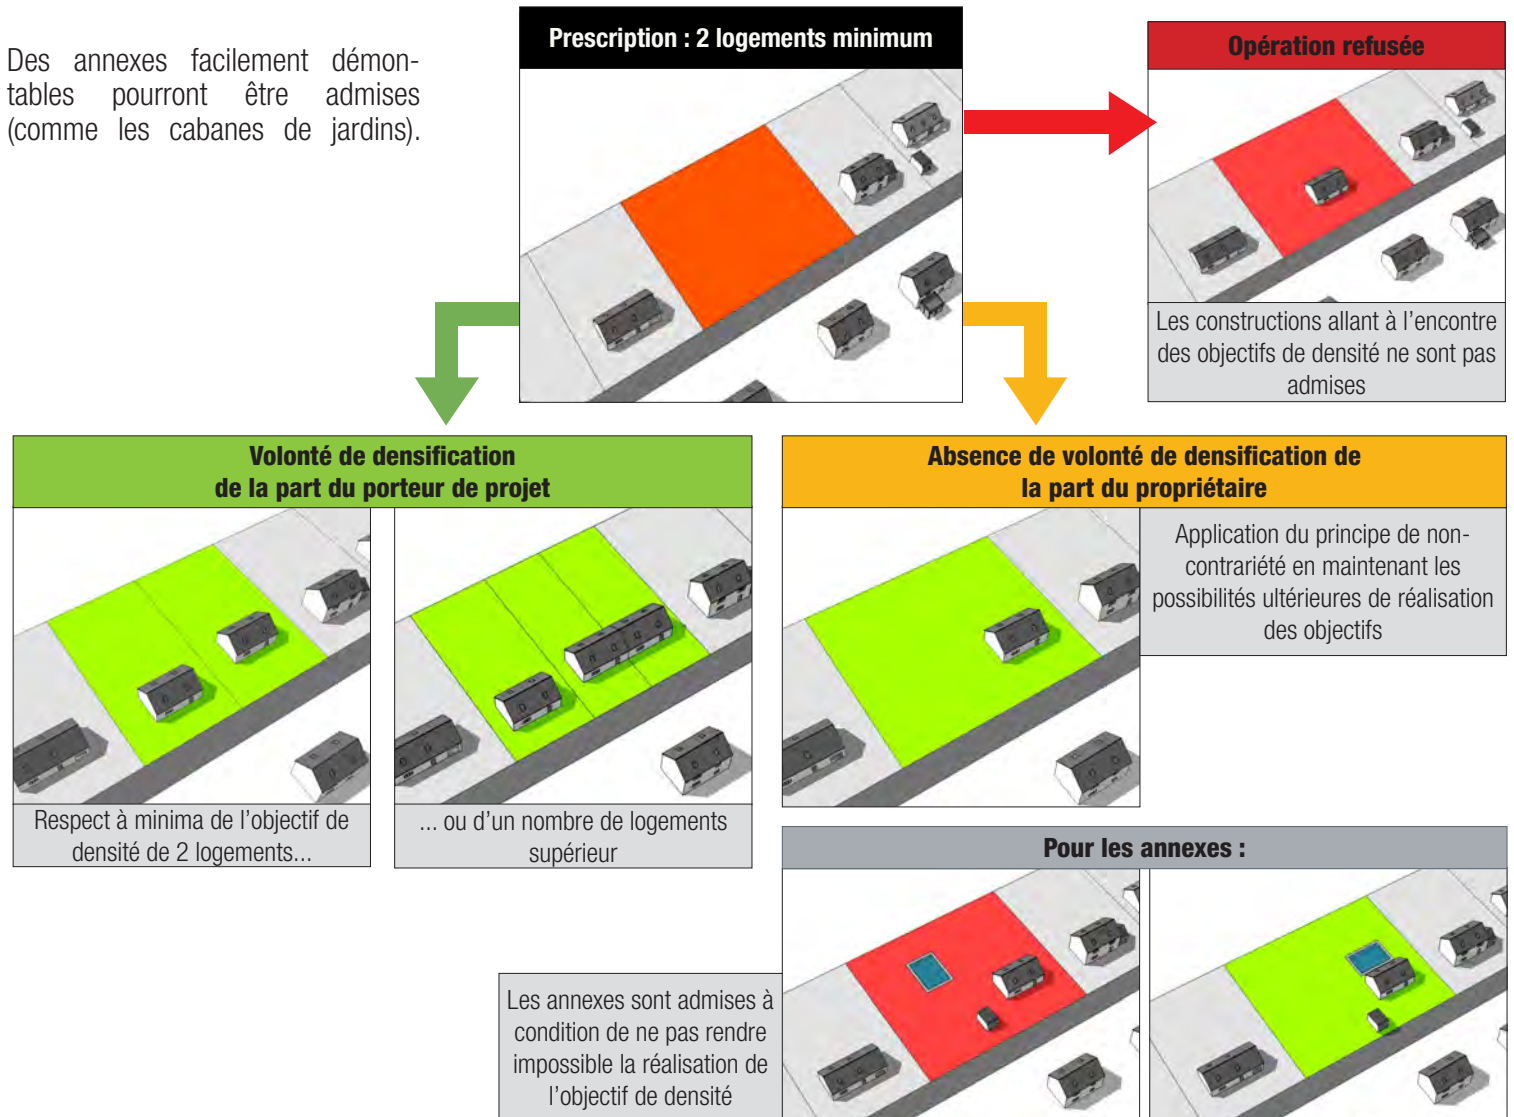 Des annexes facilement démon-
tables pourront être admises
(comme les cabanes de jardins).
Prescription : 2 logements minimum
Opération refusée
Les constructions allant à l'encontre
des objectifs de densité ne sont pas
admises
Volonté de densification
de la part du porteur de projet
Respect à minima de l'objectif de
densité de 2 logements...
... ou d'un nombre de logements
supérieur
Absence de volonté de densification de
la part du propriétaire
Application du principe de non-
contrariété en maintenant les
possibilités ultérieures de réalisation
des objectifs
Pour les annexes :
Les annexes sont admises à
condition de ne pas rendre
impossible la réalisation de
l'objectif de densité